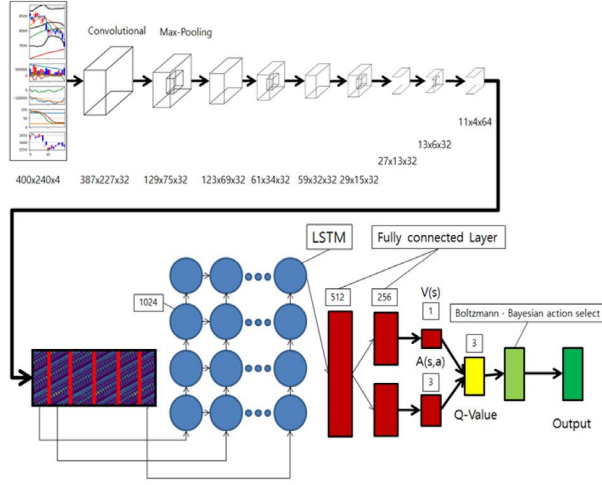 Convolutional
Max-Pooling
11x4x64
13x6x32
27x13x32
400x240x4
387x227x32
129x75x32
123x69x32
61x34x32
59x32x32
29x15x32
LSTM
Fully connected Layer
1024
512
256
V(s)
1
Boltzmann · Bayesian action select
3
A(s,a)
3
Q-Value
Output